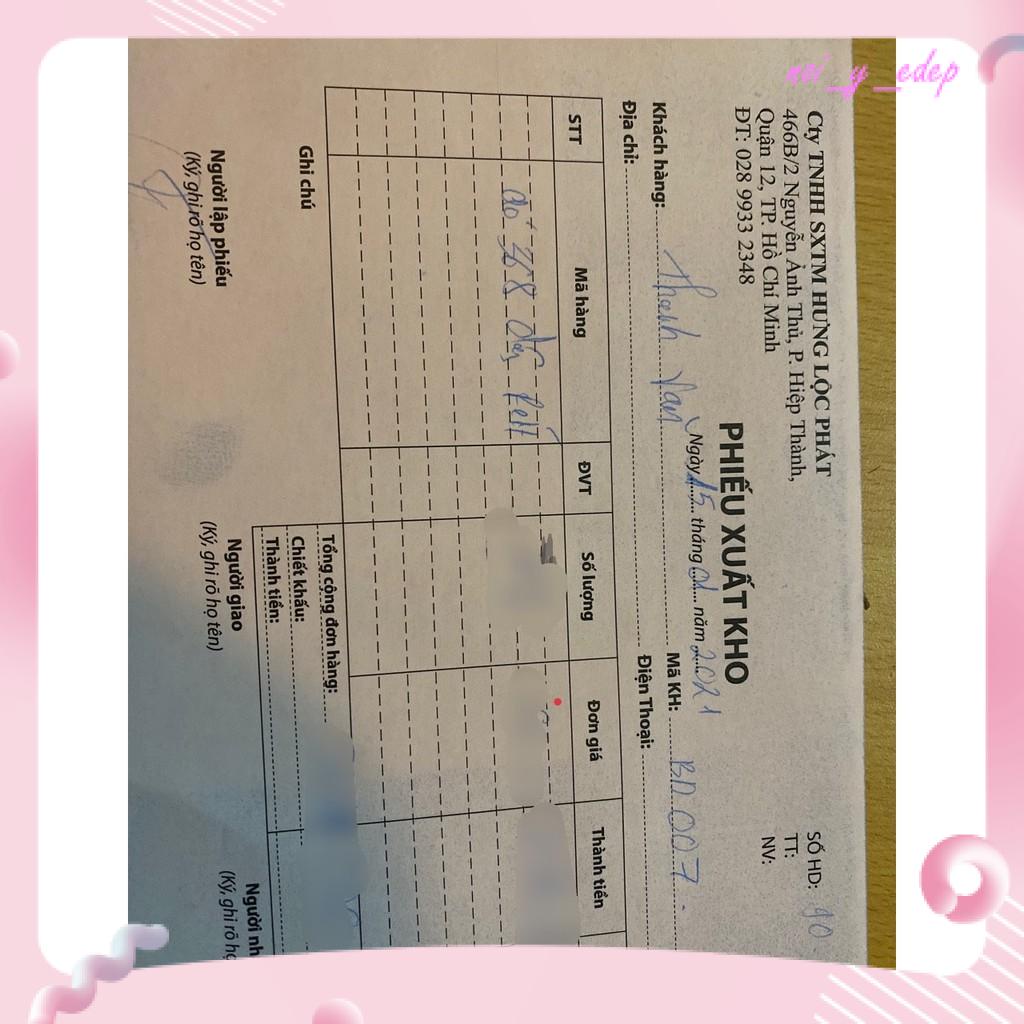 noi_y_edep
Cty TNHH SXTM HƯNG LỘC PHÁT
466B/2 Nguyễn Ảnh Thủ, P. Hiệp Thành,
Quận 12, TP. Hồ Chí Minh
ĐT: 028 9933 2348
SỐ HD: 90
TT:
NV:
PHIẾU XUẤT KHO
Ngày 15 tháng 01 năm 2021
Khách hàng: Thanh Vân Mã KH: BD 007.
Địa chỉ: Điện Thoại:
STT Mã hàng ĐVT Số lượng Đơn giá Thành tiền
áo 368
Tổng cộng đơn hàng:
Ghi chú Chiết khấu:
Thành tiền:
Người lập phiếu Người giao Người nh
(Ký, ghi rõ họ tên) (Ký, ghi rõ họ tên) (Ký, ghi rõ họ